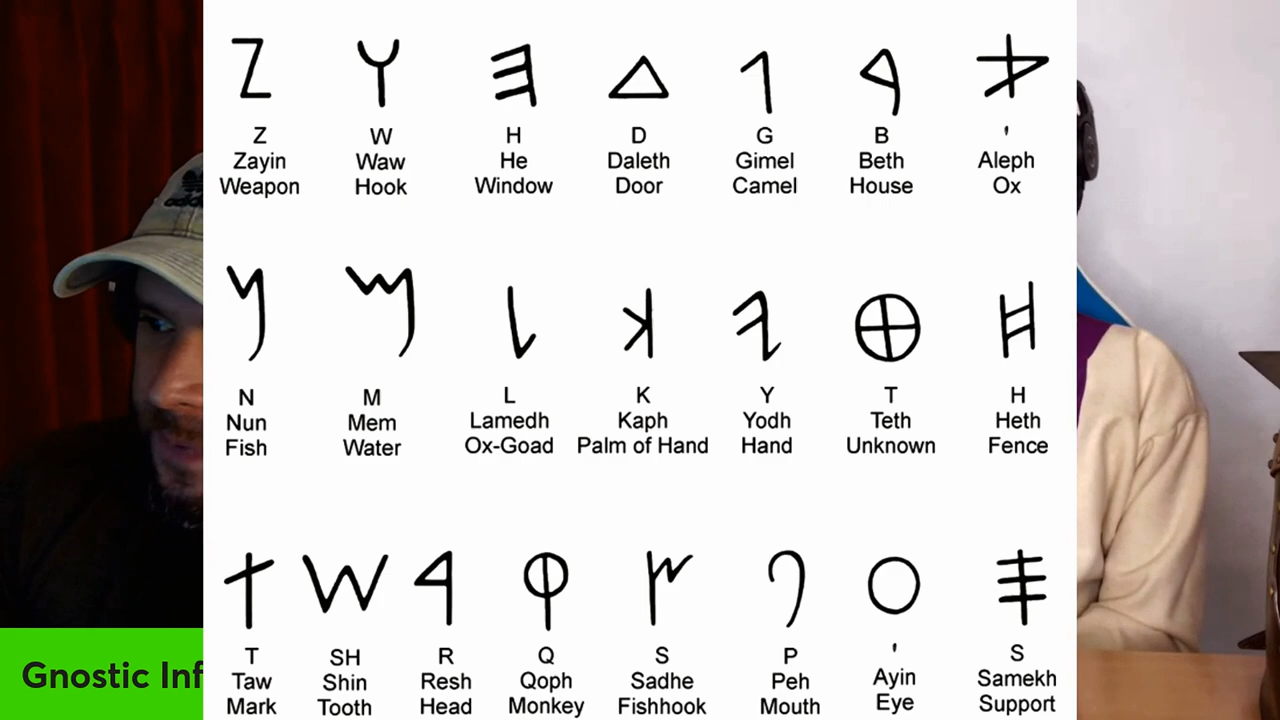 𐤆 𐤅 𐤄 𐤃 𐤂 𐤁 𐤀
Z W H D G B '
Zayin Waw He Daleth Gimel Beth Aleph
Weapon Hook Window Door Camel House Ox
𐤍 𐤌 𐤋 𐤊 𐤉 𐤈 𐤇
N M L K Y T H
Nun Mem Lamedh Kaph Yodh Teth Heth
Fish Water Ox-Goad Palm of Hand Hand Unknown Fence
𐤕 𐤔 𐤓 𐤒 𐤑 𐤐 𐤏 𐤎
T SH R Q S P ' S
Taw Shin Resh Qoph Sadhe Peh Ayin Samekh
Mark Tooth Head Monkey Fishhook Mouth Eye Support
Gnostic Inf